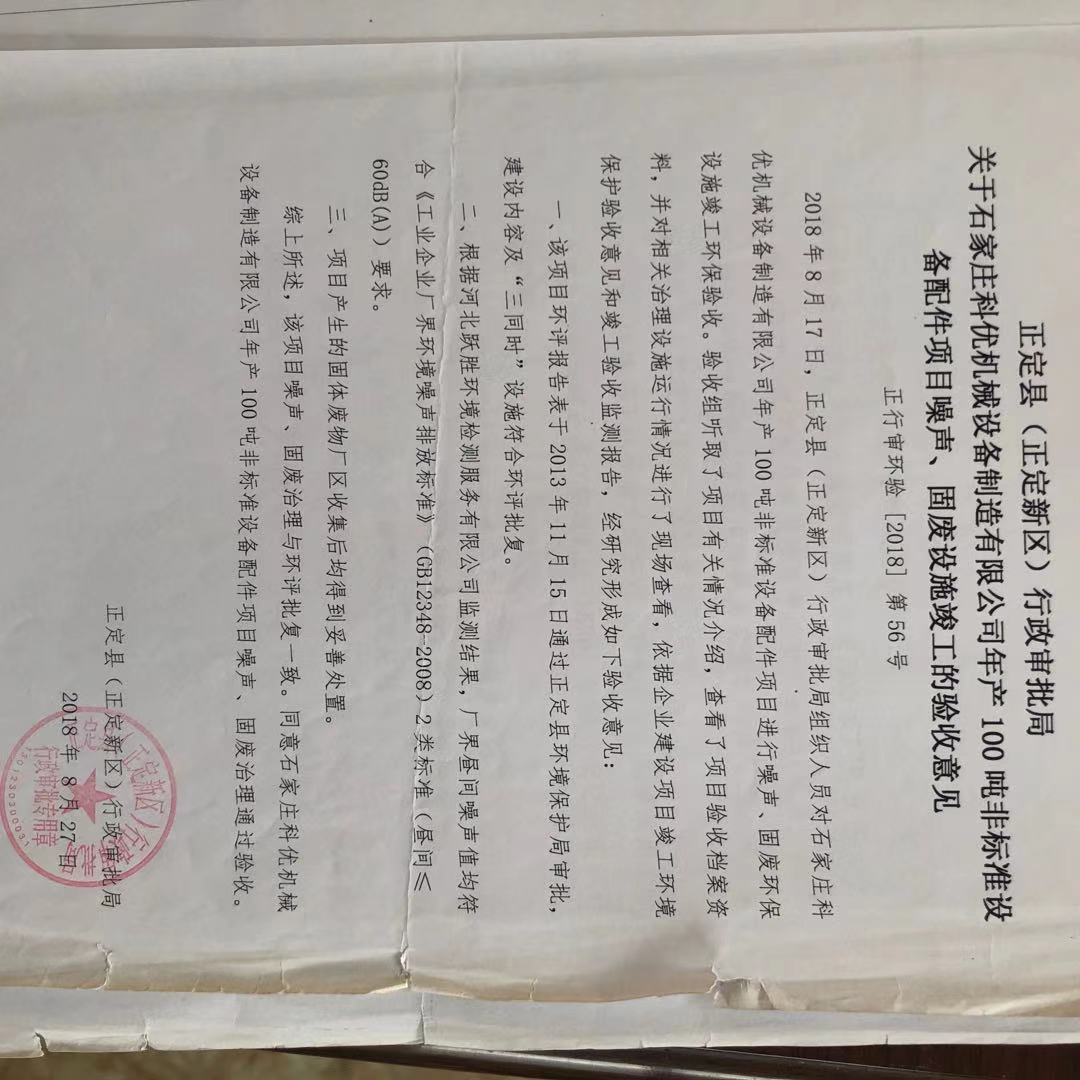 正定县（正定新区）行政审批局
关于石家庄科优机械设备制造有限公司年产100吨非标准设
备配件项目噪声、固废设施竣工的验收意见
正行审环验［2018］第56号
2018年8月17日，正定县（正定新区）行政审批局组织人员对石家庄科
优机械设备制造有限公司年产100吨非标准设备配件项目进行噪声、固废环保
设施竣工环保验收。验收组听取了项目有关情况介绍，查看了项目验收档案资
料，并对相关治理设施运行情况进行了现场查看，依据企业建设项目竣工环境
保护验收意见和竣工验收监测报告，经研究形成如下验收意见：
一、该项目环评报告表于2013年11月15日通过正定县环境保护局审批，
建设内容及“三同时”设施符合环评批复。
二、根据河北跃胜环境检测服务有限公司监测结果，厂界昼间噪声值均符
合《工业企业厂界环境噪声排放标准》（GB12348-2008）2类标准（昼间≤
60dB(A)）要求。
三、项目产生的固体废物厂区收集后均得到妥善处置。
综上所述，该项目噪声、固废治理与环评批复一致。同意石家庄科优机械
设备制造有限公司年产100吨非标准设备配件项目噪声、固废治理通过验收。
正定县（正定新区）行政审批局
2018年8月27日
行政审批专用章